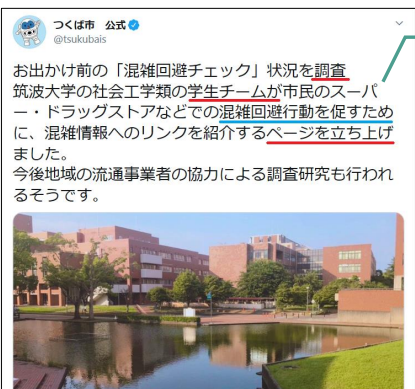 つくば市 公式
@tsukubais
お出かけ前の「混雑回避チェック」状況を調査
筑波大学の社会工学類の学生チームが市民のスーパ
ー・ドラッグストアなどでの混雑回避行動を促すため
に、混雑情報へのリンクを紹介するページを立ち上げ
ました。
今後地域の流通事業者の協力による調査研究も行われ
るそうです。